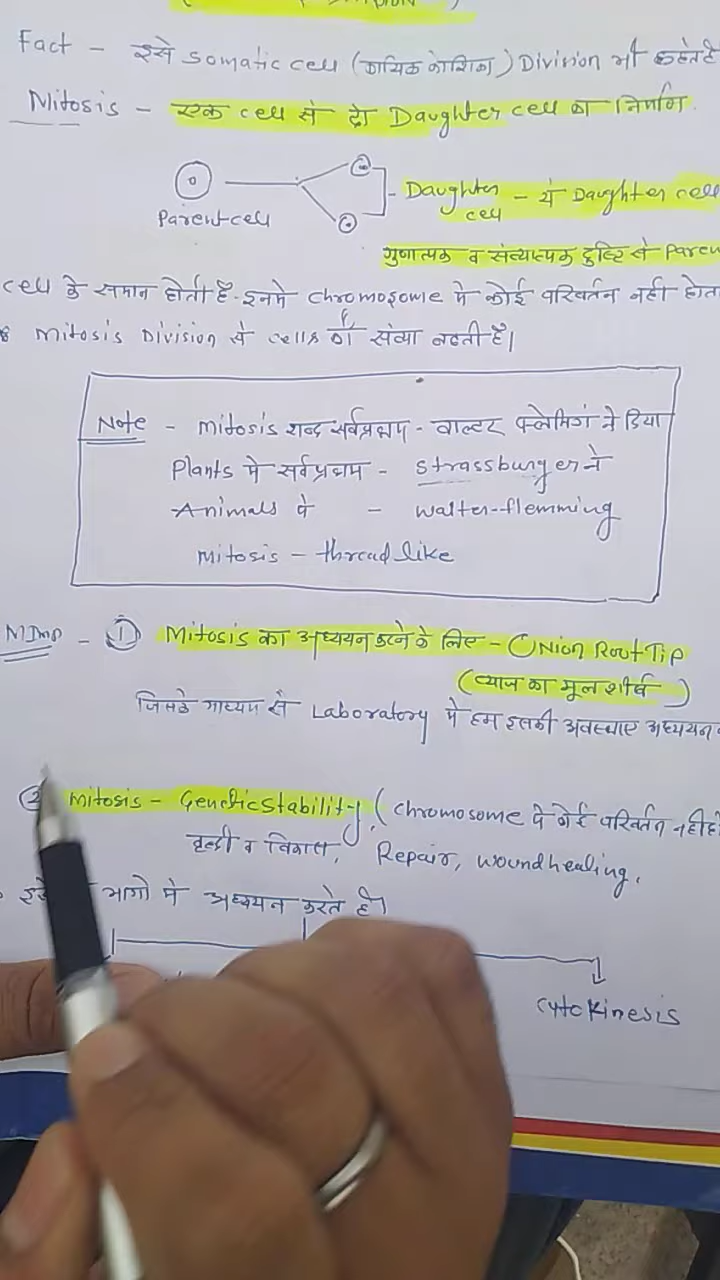 Fact - इसे somatic cell (कायिक कोशिका) Division भी कहते है
Mitosis - एक cell से दो Daughter cell का निर्माण
Parent cell
Daughter cell - ये Daughter cell
गुणात्मक व संख्यात्मक दृष्टि से Paren
cell के समान होती है. इनमे chromosome मे कोई परिवर्तन नही होत
Mitosis Division से cells की संख्या बढती है।
Note - Mitosis शब्द सर्वप्रथम - वाल्टर फ्लेमिंग ने दिया
Plants मे सर्वप्रथम - Strassburger ने
Animals मे - walter-flemming
Mitosis - thread like
MImp - ① Mitosis का अध्ययन करने के लिए - Onion Root Tip
(प्याज का मूल शीर्ष)
जिसके माध्यम से Laboratory मे हम इसकी अवस्थाए अध्ययन
② mitosis - Genetic Stability, (chromosome मे कोई परिवर्तन नही
वृद्धी व विकास, Repair, wound healing,
भागो मे अध्ययन करते है।
Cytokinesis